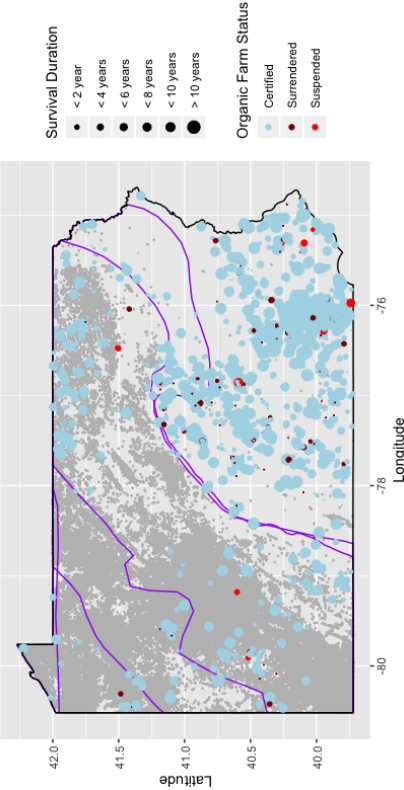 Survival Duration
< 2 year
< 4 years
< 6 years
< 8 years
< 10 years
> 10 years
Organic Farm Status
Certified
Surrendered
Suspended
42.0
41.5
41.0
40.5
40.0
Latitude
-80
-78
-76
Longitude